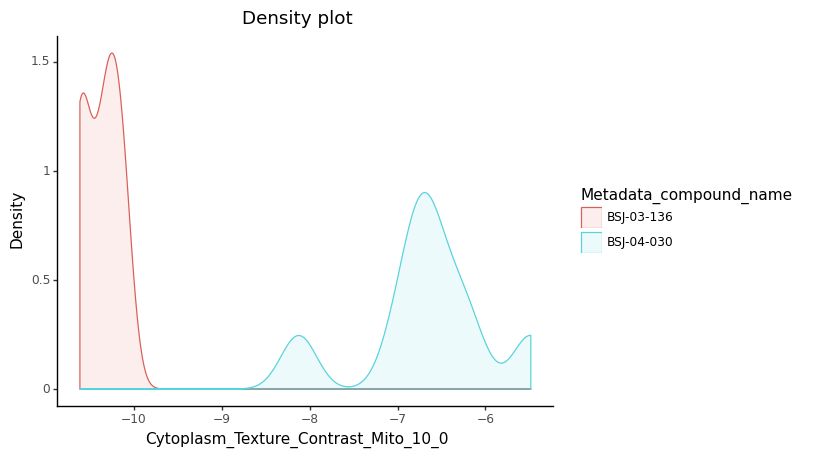 Density plot
Density
1.5
1
0.5
0
−10
−9
−8
−7
−6
Cytoplasm_Texture_Contrast_Mito_10_0
Metadata_compound_name
BSJ-03-136
BSJ-04-030